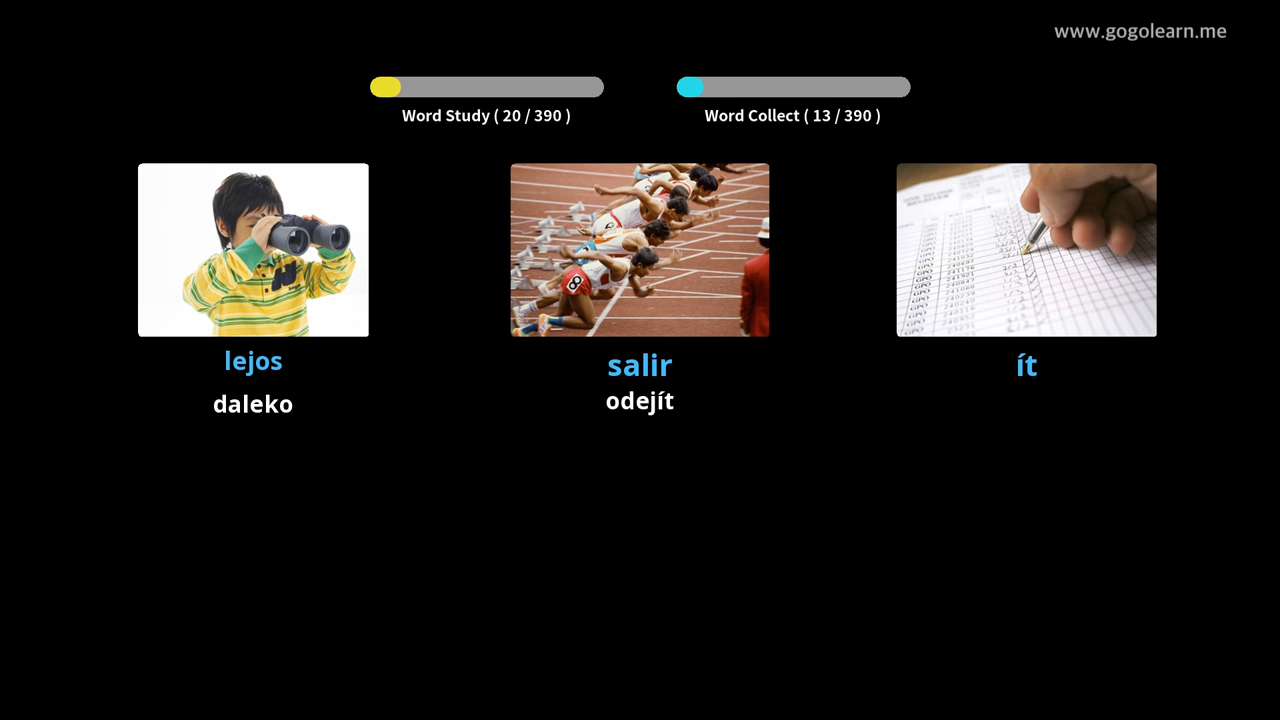 www.gogolearn.me
Word Study ( 20 / 390 )
Word Collect ( 13 / 390 )
lejos
salir
ít
daleko
odejít